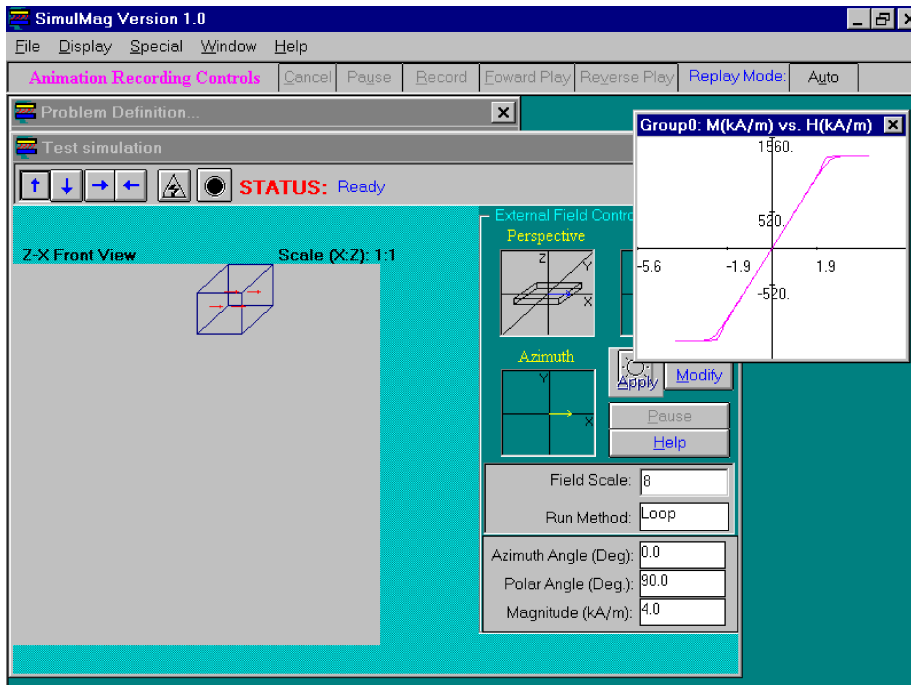 SimulMag Version 1.0
File Display Special Window Help
Animation Recording Controls Cancel Pause Record Foward Play Reverse Play Replay Mode: Auto
Problem Definition...
Test simulation
STATUS: Ready
Z-X Front View Scale (X:Z): 1:1
External Field Contro
Perspective
Z
Y
X
Azimuth
Y
X
Apply
Modify
Pause
Help
Field Scale: 8
Run Method: Loop
Azimuth Angle (Deg): 0.0
Polar Angle (Deg.): 90.0
Magnitude (kA/m): 4.0
Group0: M(kA/m) vs. H(kA/m)
1560.
520.
-5.6 -1.9 1.9
-520.